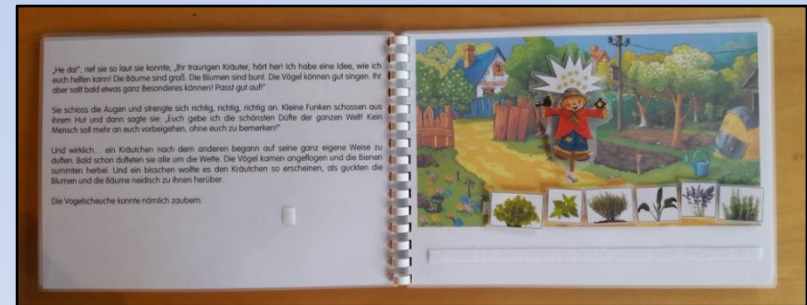 „He da!“, rief sie so laut sie konnte, „Ihr traurigen Kräuter, hört her! Ich habe eine Idee, wie ich
euch helfen kann! Die Bäume sind groß. Die Blumen sind bunt. Die Vögel können gut singen. Ihr
aber sollt bald etwas ganz Besonderes können! Passt gut auf!“
Sie schloss die Augen und strengte sich richtig, richtig, richtig an. Kleine Funken schossen aus
ihrem Hut und dann sagte sie: „Euch gebe ich die schönsten Düfte der ganzen Welt! Kein
Mensch soll mehr an euch vorbeigehen, ohne euch zu bemerken!“
Und wirklich... ein Kräutchen nach dem anderen begann auf seine ganz eigene Weise zu
duften. Bald schon dufteten sie alle um die Wette. Die Vögel kamen angeflogen und die Bienen
summten herbei. Und ein bisschen wollte es den Kräutchen so erscheinen, als guckten die
Blumen und die Bäume neidisch zu ihnen herüber.
Die Vogelscheuche konnte nämlich zaubern.